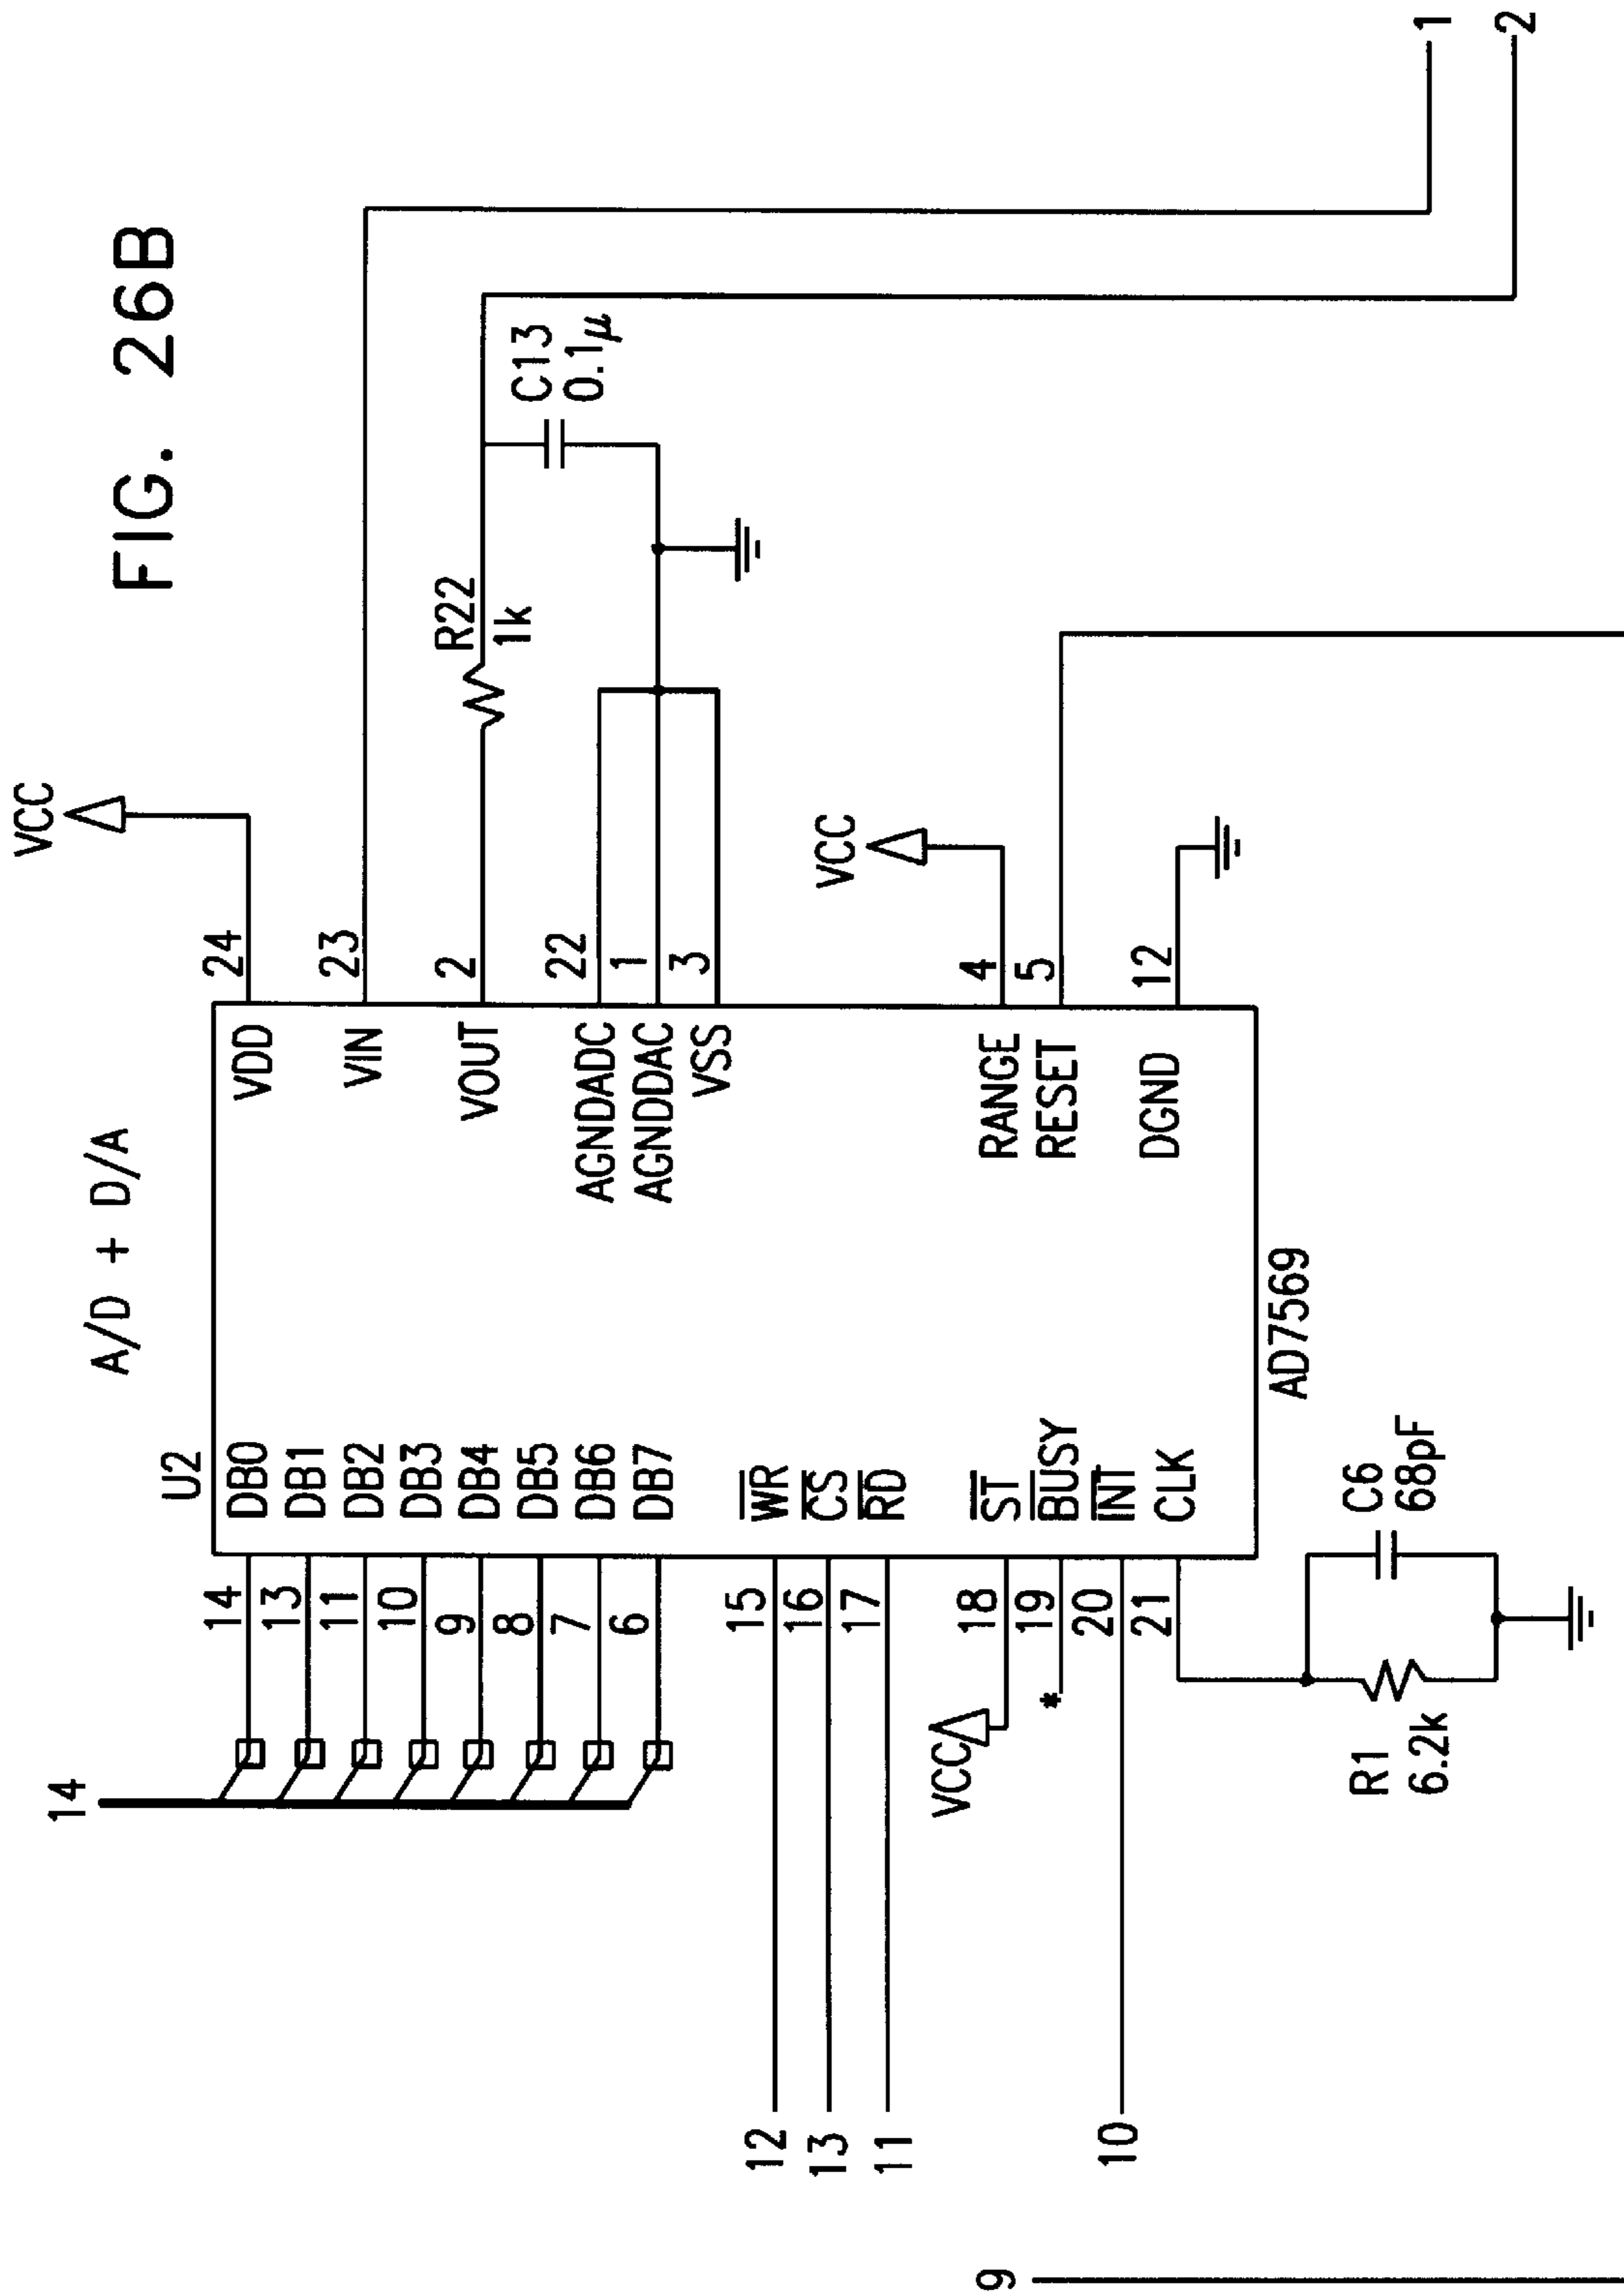 FIG. 26B
A/D + D/A
VCC
14
U2
14 DB0
13 DB1
11 DB2
10 DB3
9 DB4
8 DB5
7 DB6
6 DB7
12 15 WR
13 16 CS
11 17 RD
VCC 18 ST
* 19 BUSY
10 20 INT
21 CLK
VDD 24
VIN 23
VOUT 2
R22
1k
C13
0.1μ
AGNDADC 22
AGNDDAC 1
VSS 3
VCC
RANGE 4
RESET 5
DGND 12
AD7569
R1
6.2k
C6
68pF
1
2
9